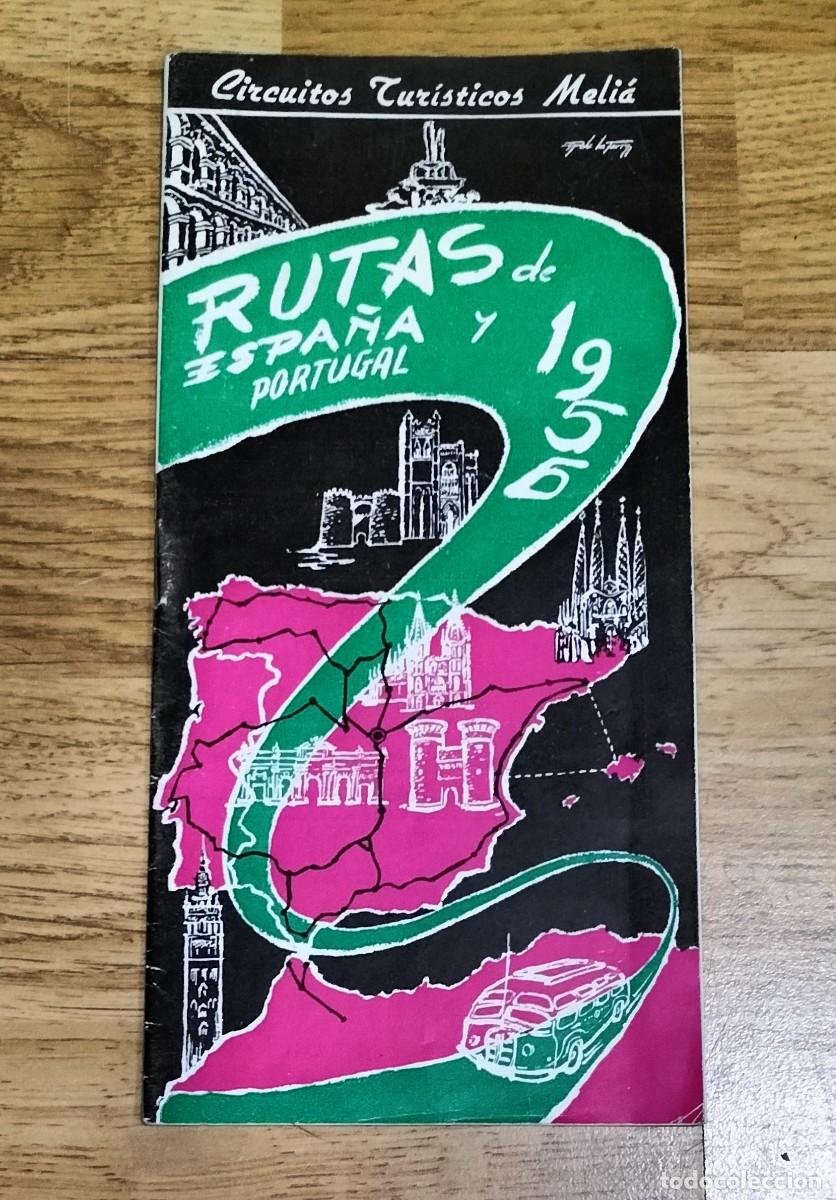 Circuitos Turísticos Meliá
RUTAS de
ESPAÑA y
PORTUGAL
1956
todocoleccion